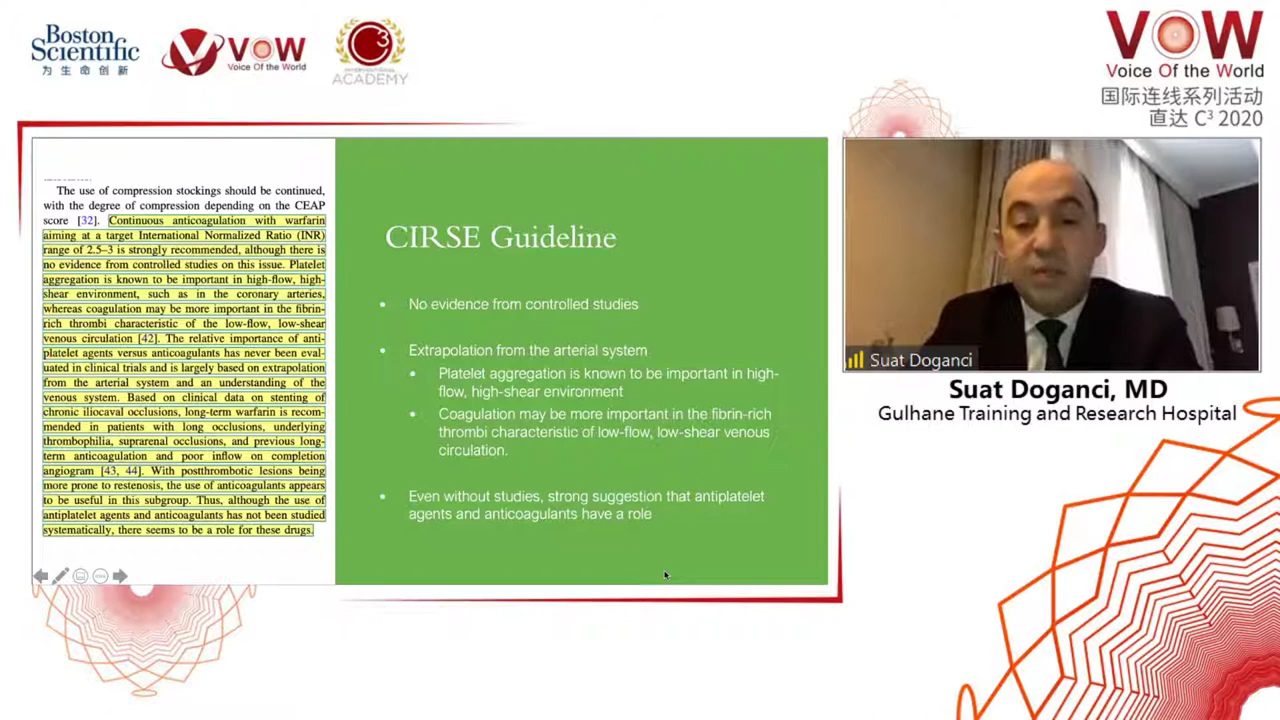 Boston
Scientific
为生命创新
VOW
Voice Of the World
C3
ACADEMY
VOW
Voice Of the World
国际连线系列活动
直达 C3 2020
The use of compression stockings should be continued,
with the degree of compression depending on the CEAP
score [32]. Continuous anticoagulation with warfarin
aiming at a target International Normalized Ratio (INR)
range of 2.5–3 is strongly recommended, although there is
no evidence from controlled studies on this issue. Platelet
aggregation is known to be important in high-flow, high-
shear environment, such as in the coronary arteries,
whereas coagulation may be more important in the fibrin-
rich thrombi characteristic of the low-flow, low-shear
venous circulation [42]. The relative importance of anti-
platelet agents versus anticoagulants has never been eval-
uated in clinical trials and is largely based on extrapolation
from the arterial system and an understanding of the
venous system. Based on clinical data on stenting of
chronic iliocaval occlusions, long-term warfarin is recom-
mended in patients with long occlusions, underlying
thrombophilia, suprarenal occlusions, and previous long-
term anticoagulation and poor inflow on completion
angiogram [43, 44]. With postthrombotic lesions being
more prone to restenosis, the use of anticoagulants appears
to be useful in this subgroup. Thus, although the use of
antiplatelet agents and anticoagulants has not been studied
systematically, there seems to be a role for these drugs.
CIRSE Guideline
• No evidence from controlled studies
• Extrapolation from the arterial system
• Platelet aggregation is known to be important in high-
flow, high-shear environment
• Coagulation may be more important in the fibrin-rich
thrombi characteristic of low-flow, low-shear venous
circulation.
• Even without studies, strong suggestion that antiplatelet
agents and anticoagulants have a role
Suat Doganci
Suat Doganci, MD
Gulhane Training and Research Hospital